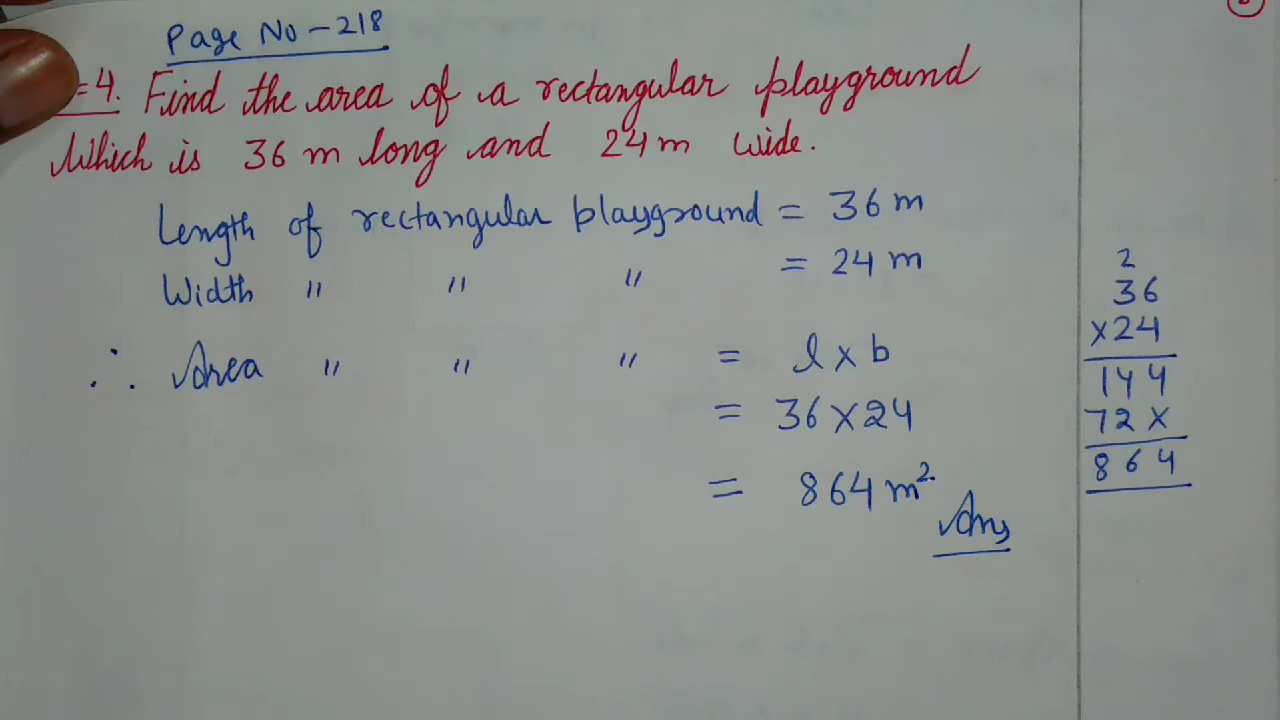 Page No - 218
=4. Find the area of a rectangular playground
Which is 36 m long and 24 m wide.
Length of rectangular playground = 36 m
Width " " " = 24 m
∴ Area " " " = l x b
= 36 x 24
= 864 m²
Ans
2
36
x24
144
72 x
864